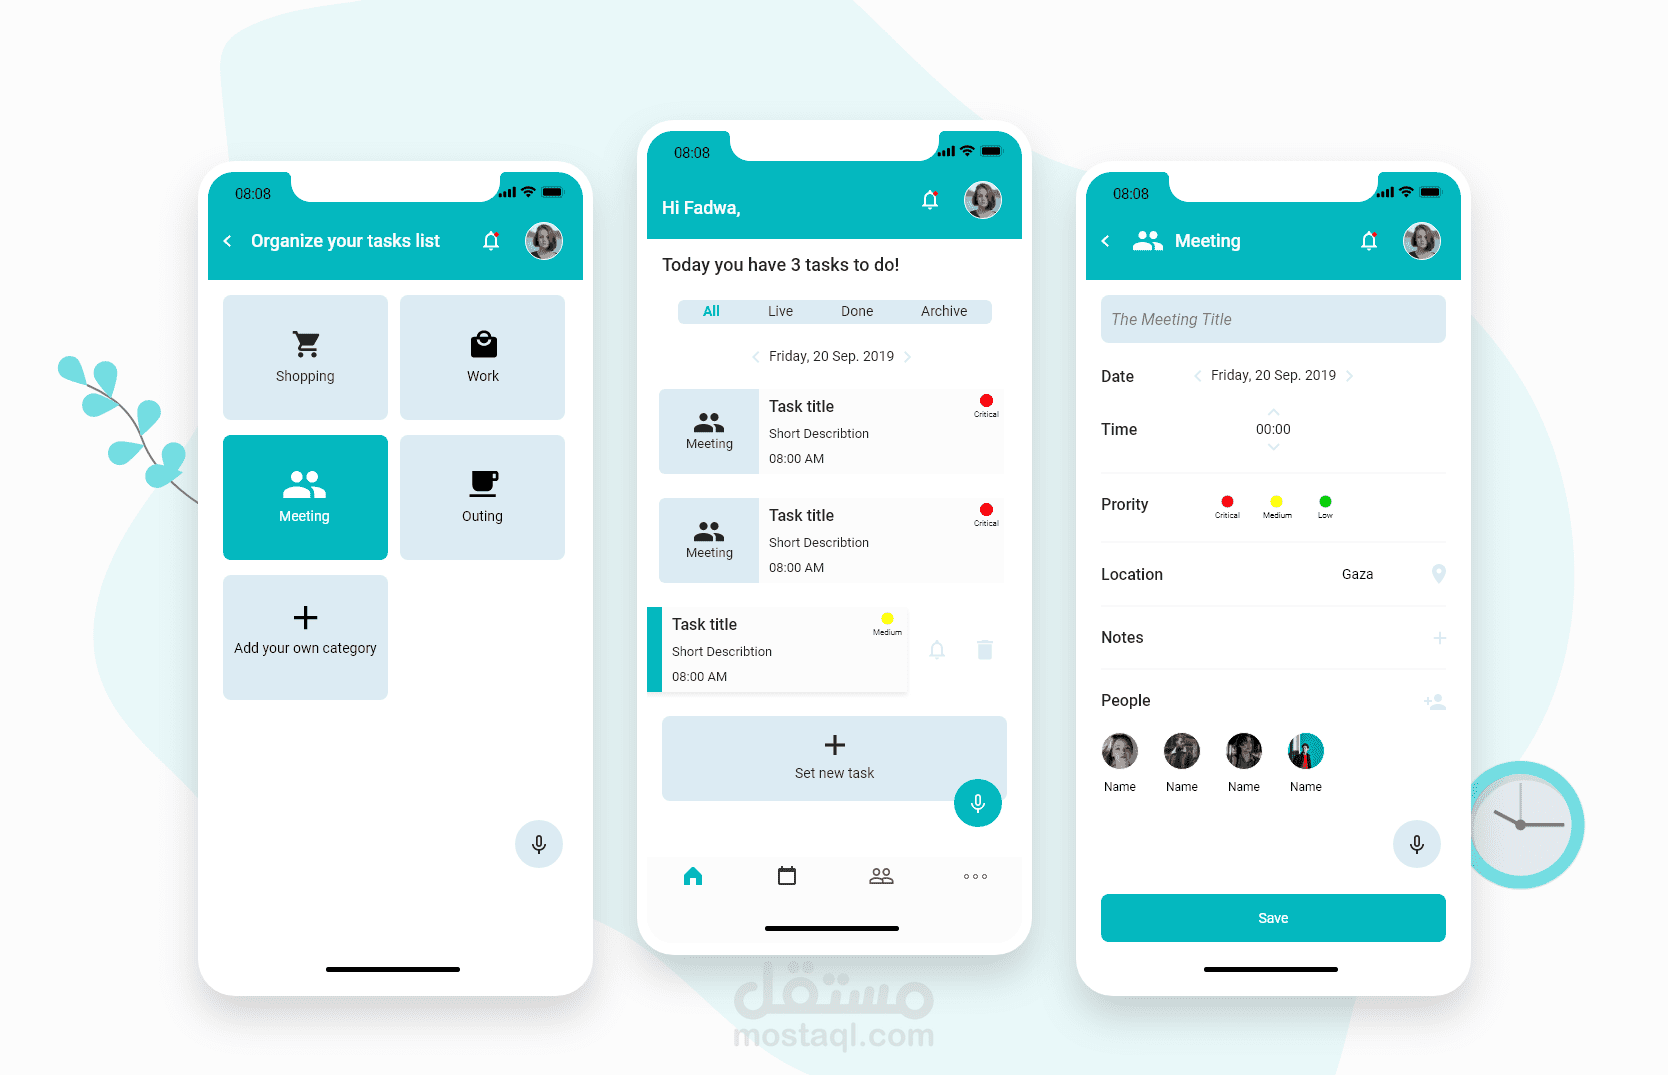 08:08
Organize your tasks list
Shopping
Work
Meeting
Outing
Add your own category
08:08
Hi Fadwa,
Today you have 3 tasks to do!
All Live Done Archive
Friday, 20 Sep. 2019
Meeting
Task title
Critical
Short Describtion
08:00 AM
Meeting
Task title
Critical
Short Describtion
08:00 AM
Task title
Medium
Short Describtion
08:00 AM
Set new task
08:08
Meeting
The Meeting Title
Date Friday, 20 Sep. 2019
Time 00:00
Prority
Critical Medium Low
Location Gaza
Notes
People
Name Name Name Name
Save
مستقل
mostaql.com